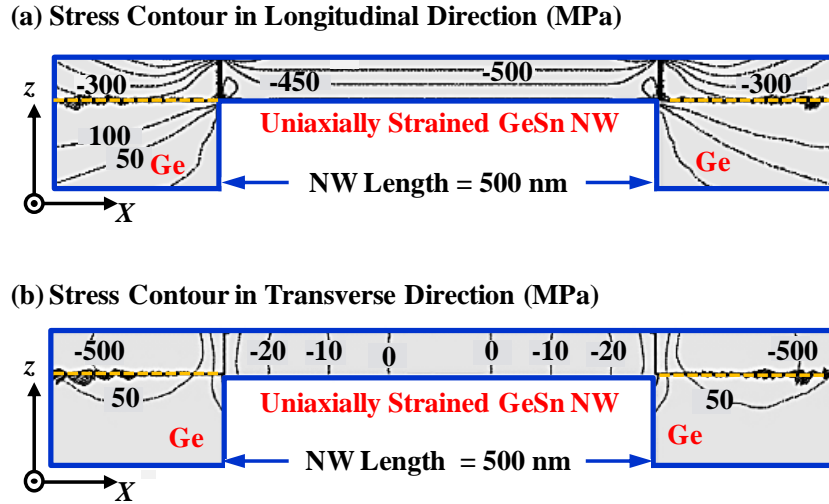 (a) Stress Contour in Longitudinal Direction (MPa)
-300 -450 -500 -300
z
Uniaxially Strained GeSn NW
100
50 Ge Ge
NW Length = 500 nm
X
(b) Stress Contour in Transverse Direction (MPa)
-500 -20 -10 0 0 -10 -20 -500
z
50 Uniaxially Strained GeSn NW 50
Ge Ge
NW Length = 500 nm
X